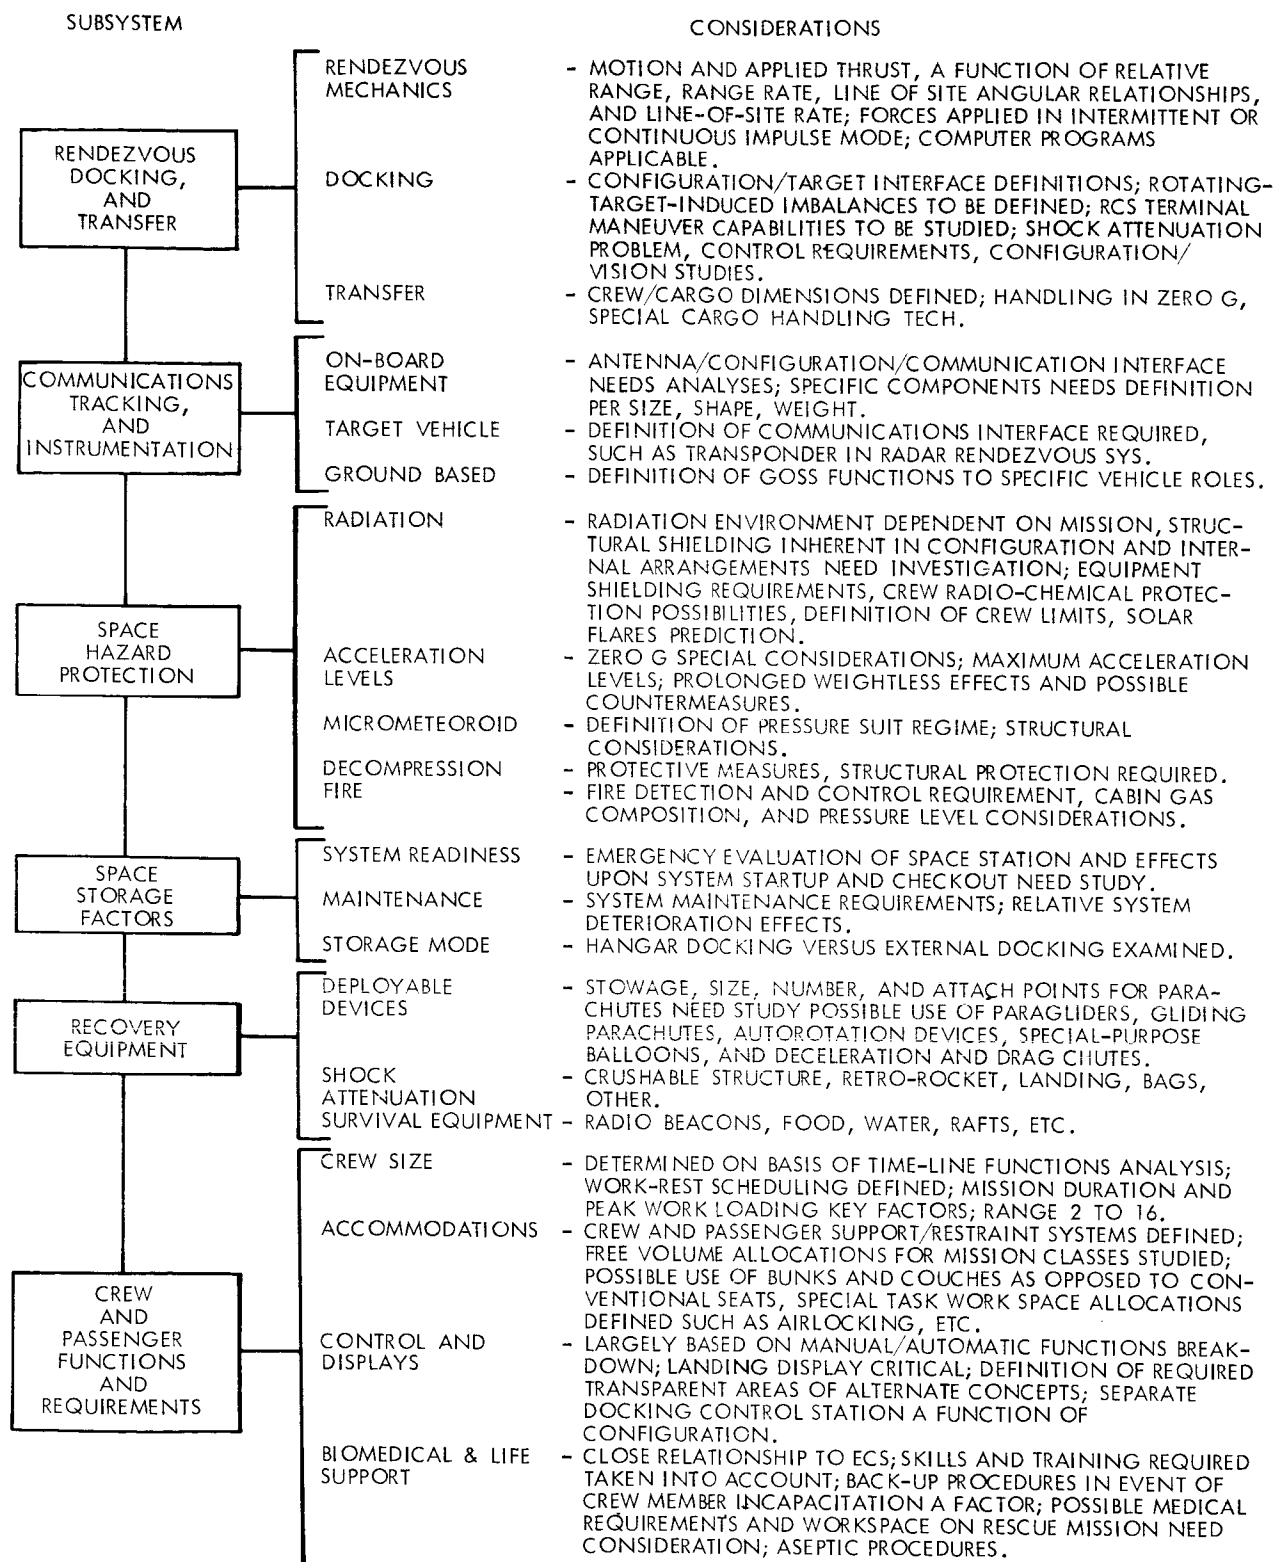 SUBSYSTEM
CONSIDERATIONS
RENDEZVOUS
DOCKING,
AND
TRANSFER
RENDEZVOUS
MECHANICS
- MOTION AND APPLIED THRUST, A FUNCTION OF RELATIVE
RANGE, RANGE RATE, LINE OF SITE ANGULAR RELATIONSHIPS,
AND LINE-OF-SITE RATE; FORCES APPLIED IN INTERMITTENT OR
CONTINUOUS IMPULSE MODE; COMPUTER PROGRAMS
APPLICABLE.
DOCKING
- CONFIGURATION/TARGET INTERFACE DEFINITIONS; ROTATING-
TARGET-INDUCED IMBALANCES TO BE DEFINED; RCS TERMINAL
MANEUVER CAPABILITIES TO BE STUDIED; SHOCK ATTENUATION
PROBLEM, CONTROL REQUIREMENTS, CONFIGURATION/
VISION STUDIES.
TRANSFER
- CREW/CARGO DIMENSIONS DEFINED; HANDLING IN ZERO G,
SPECIAL CARGO HANDLING TECH.
COMMUNICATIONS
TRACKING,
AND
INSTRUMENTATION
ON-BOARD
EQUIPMENT
- ANTENNA/CONFIGURATION/COMMUNICATION INTERFACE
NEEDS ANALYSES; SPECIFIC COMPONENTS NEEDS DEFINITION
PER SIZE, SHAPE, WEIGHT.
TARGET VEHICLE
- DEFINITION OF COMMUNICATIONS INTERFACE REQUIRED,
SUCH AS TRANSPONDER IN RADAR RENDEZVOUS SYS.
GROUND BASED
- DEFINITION OF GOSS FUNCTIONS TO SPECIFIC VEHICLE ROLES.
SPACE
HAZARD
PROTECTION
RADIATION
- RADIATION ENVIRONMENT DEPENDENT ON MISSION, STRUC-
TURAL SHIELDING INHERENT IN CONFIGURATION AND INTER-
NAL ARRANGEMENTS NEED INVESTIGATION; EQUIPMENT
SHIELDING REQUIREMENTS, CREW RADIO-CHEMICAL PROTEC-
TION POSSIBILITIES, DEFINITION OF CREW LIMITS, SOLAR
FLARES PREDICTION.
ACCELERATION
LEVELS
- ZERO G SPECIAL CONSIDERATIONS; MAXIMUM ACCELERATION
LEVELS; PROLONGED WEIGHTLESS EFFECTS AND POSSIBLE
COUNTERMEASURES.
MICROMETEOROID
- DEFINITION OF PRESSURE SUIT REGIME; STRUCTURAL
CONSIDERATIONS.
DECOMPRESSION
- PROTECTIVE MEASURES, STRUCTURAL PROTECTION REQUIRED.
FIRE
- FIRE DETECTION AND CONTROL REQUIREMENT, CABIN GAS
COMPOSITION, AND PRESSURE LEVEL CONSIDERATIONS.
SPACE
STORAGE
FACTORS
SYSTEM READINESS
- EMERGENCY EVALUATION OF SPACE STATION AND EFFECTS
UPON SYSTEM STARTUP AND CHECKOUT NEED STUDY.
MAINTENANCE
- SYSTEM MAINTENANCE REQUIREMENTS; RELATIVE SYSTEM
DETERIORATION EFFECTS.
STORAGE MODE
- HANGAR DOCKING VERSUS EXTERNAL DOCKING EXAMINED.
RECOVERY
EQUIPMENT
DEPLOYABLE
DEVICES
- STOWAGE, SIZE, NUMBER, AND ATTACH POINTS FOR PARA-
CHUTES NEED STUDY POSSIBLE USE OF PARAGLIDERS, GLIDING
PARACHUTES, AUTOROTATION DEVICES, SPECIAL-PURPOSE
BALLOONS, AND DECELERATION AND DRAG CHUTES.
SHOCK
ATTENUATION
- CRUSHABLE STRUCTURE, RETRO-ROCKET, LANDING, BAGS,
OTHER.
SURVIVAL EQUIPMENT
- RADIO BEACONS, FOOD, WATER, RAFTS, ETC.
CREW
AND
PASSENGER
FUNCTIONS
AND
REQUIREMENTS
CREW SIZE
- DETERMINED ON BASIS OF TIME-LINE FUNCTIONS ANALYSIS;
WORK-REST SCHEDULING DEFINED; MISSION DURATION AND
PEAK WORK LOADING KEY FACTORS; RANGE 2 TO 16.
ACCOMMODATIONS
- CREW AND PASSENGER SUPPORT/RESTRAINT SYSTEMS DEFINED;
FREE VOLUME ALLOCATIONS FOR MISSION CLASSES STUDIED;
POSSIBLE USE OF BUNKS AND COUCHES AS OPPOSED TO CON-
VENTIONAL SEATS, SPECIAL TASK WORK SPACE ALLOCATIONS
DEFINED SUCH AS AIRLOCKING, ETC.
CONTROL AND
DISPLAYS
- LARGELY BASED ON MANUAL/AUTOMATIC FUNCTIONS BREAK-
DOWN; LANDING DISPLAY CRITICAL; DEFINITION OF REQUIRED
TRANSPARENT AREAS OF ALTERNATE CONCEPTS; SEPARATE
DOCKING CONTROL STATION A FUNCTION OF
CONFIGURATION.
BIOMEDICAL & LIFE
SUPPORT
- CLOSE RELATIONSHIP TO ECS; SKILLS AND TRAINING REQUIRED
TAKEN INTO ACCOUNT; BACK-UP PROCEDURES IN EVENT OF
CREW MEMBER INCAPACITATION A FACTOR; POSSIBLE MEDICAL
REQUIREMENTS AND WORKSPACE ON RESCUE MISSION NEED
CONSIDERATION; ASEPTIC PROCEDURES.